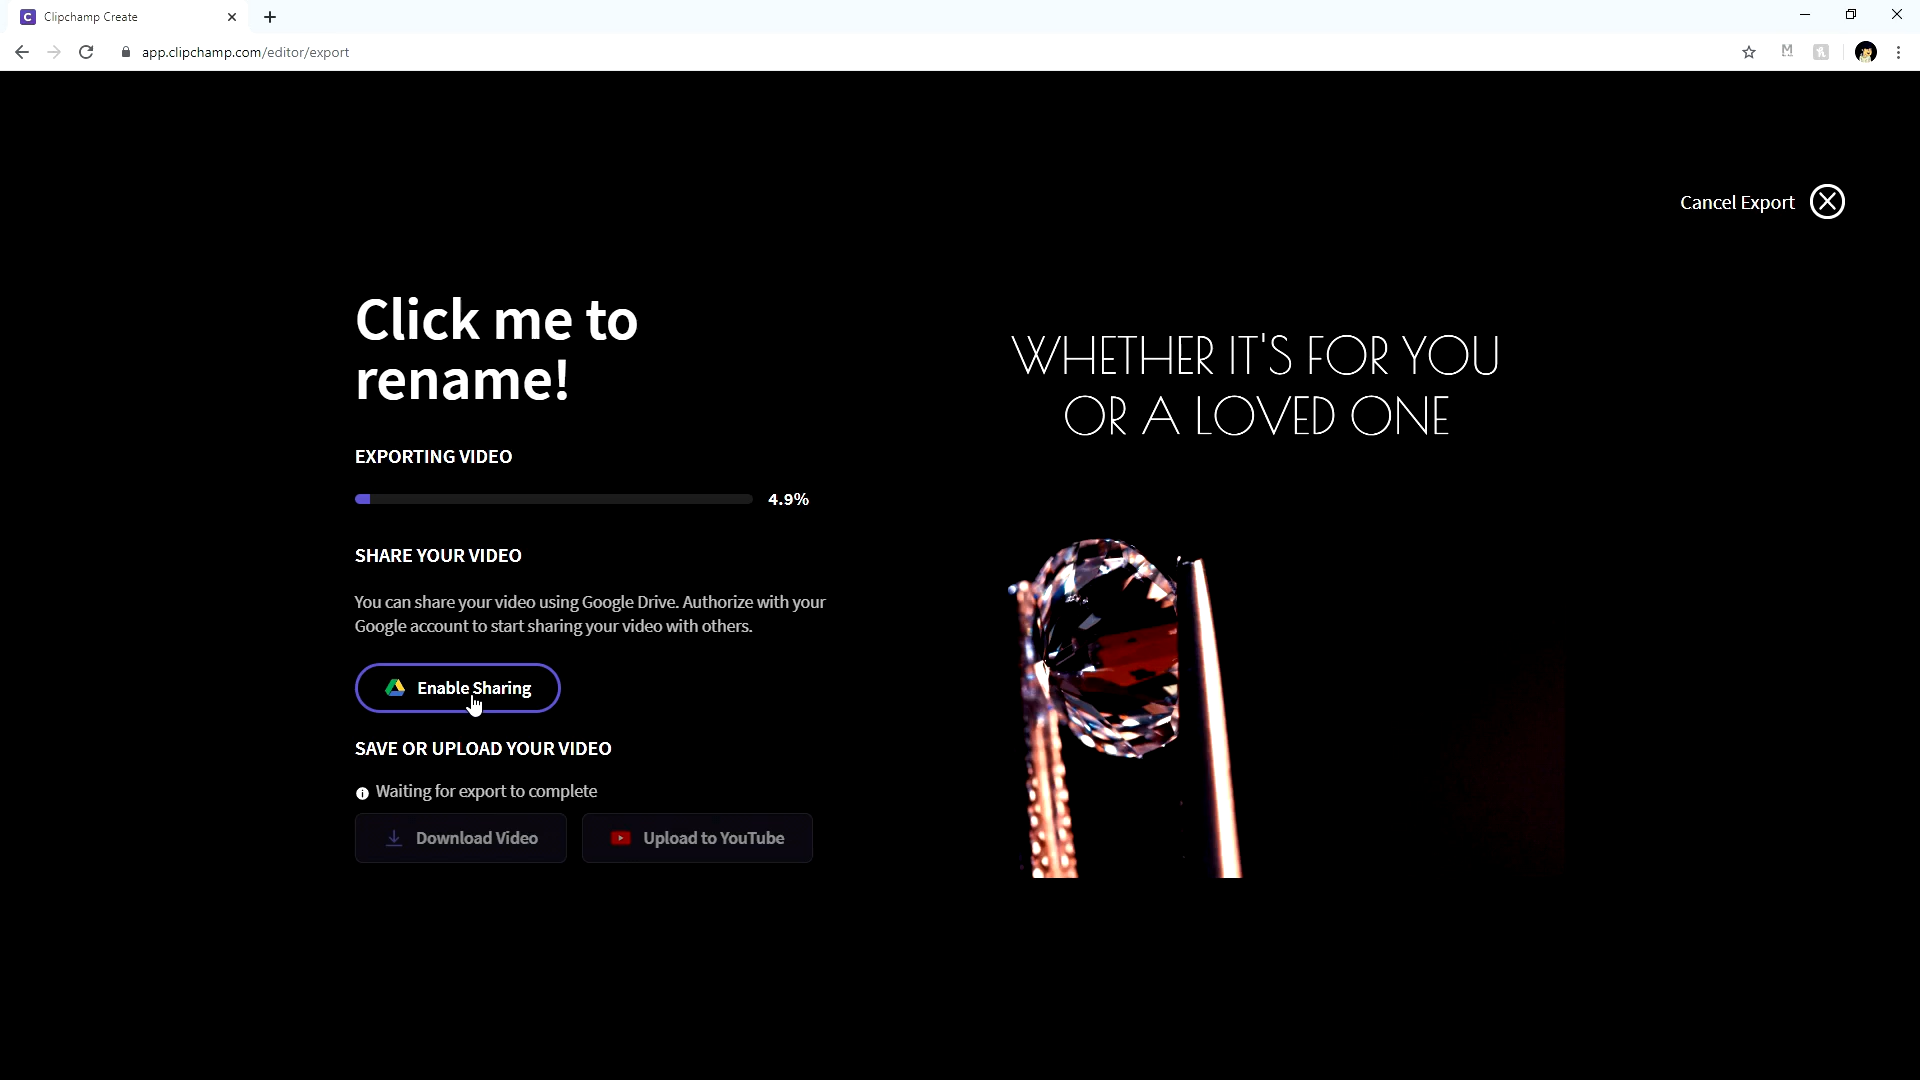 Clipchamp Create
app.clipchamp.com/editor/export
Cancel Export
Click me to
rename!
EXPORTING VIDEO
4.9%
SHARE YOUR VIDEO
You can share your video using Google Drive. Authorize with your
Google account to start sharing your video with others.
Enable Sharing
SAVE OR UPLOAD YOUR VIDEO
Waiting for export to complete
Download Video
Upload to YouTube
WHETHER IT'S FOR YOU
OR A LOVED ONE